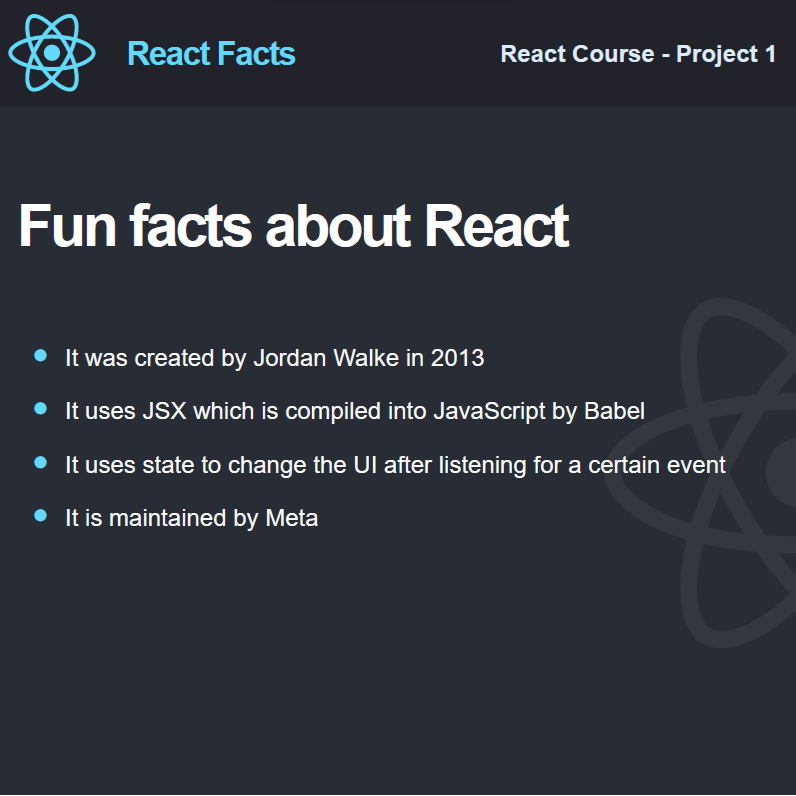 React Facts
React Course - Project 1
Fun facts about React
It was created by Jordan Walke in 2013
It uses JSX which is compiled into JavaScript by Babel
It uses state to change the UI after listening for a certain event
It is maintained by Meta